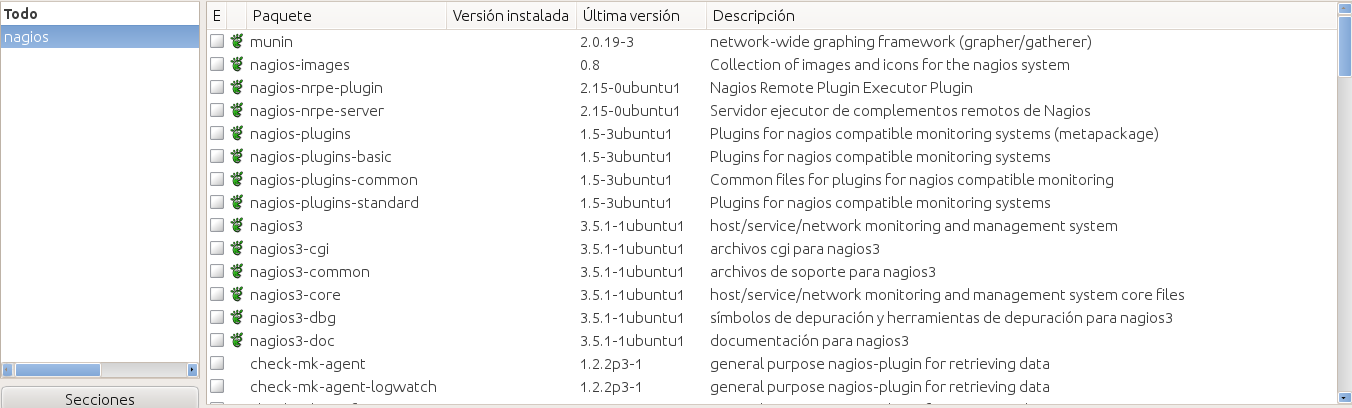 Todo
nagios
Secciones
E Paquete Versión instalada Última versión Descripción
munin 2.0.19-3 network-wide graphing framework (grapher/gatherer)
nagios-images 0.8 Collection of images and icons for the nagios system
nagios-nrpe-plugin 2.15-0ubuntu1 Nagios Remote Plugin Executor Plugin
nagios-nrpe-server 2.15-0ubuntu1 Servidor ejecutor de complementos remotos de Nagios
nagios-plugins 1.5-3ubuntu1 Plugins for nagios compatible monitoring systems (metapackage)
nagios-plugins-basic 1.5-3ubuntu1 Plugins for nagios compatible monitoring systems
nagios-plugins-common 1.5-3ubuntu1 Common files for plugins for nagios compatible monitoring
nagios-plugins-standard 1.5-3ubuntu1 Plugins for nagios compatible monitoring systems
nagios3 3.5.1-1ubuntu1 host/service/network monitoring and management system
nagios3-cgi 3.5.1-1ubuntu1 archivos cgi para nagios3
nagios3-common 3.5.1-1ubuntu1 archivos de soporte para nagios3
nagios3-core 3.5.1-1ubuntu1 host/service/network monitoring and management system core files
nagios3-dbg 3.5.1-1ubuntu1 símbolos de depuración y herramientas de depuración para nagios3
nagios3-doc 3.5.1-1ubuntu1 documentación para nagios3
check-mk-agent 1.2.2p3-1 general purpose nagios-plugin for retrieving data
check-mk-agent-logwatch 1.2.2p3-1 general purpose nagios-plugin for retrieving data